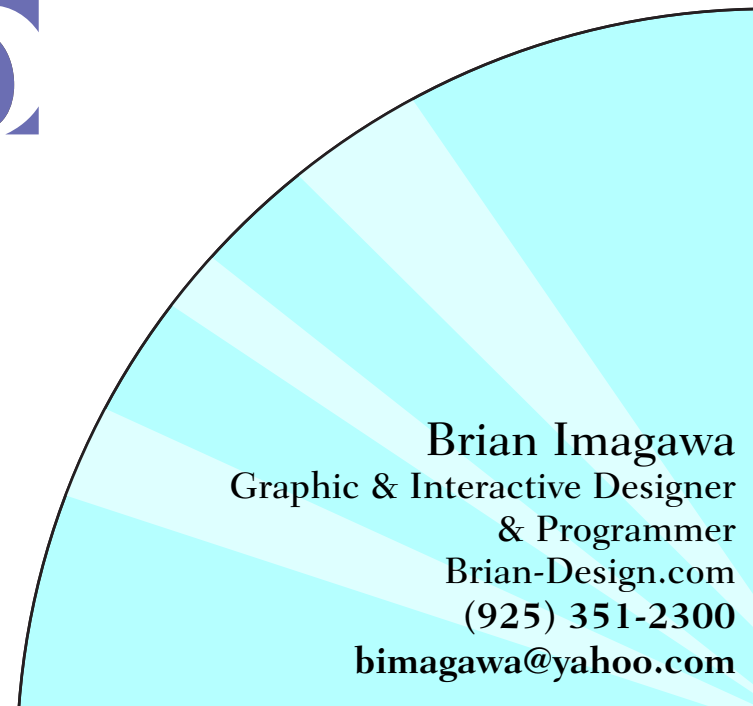 Brian Imagawa
Graphic & Interactive Designer
& Programmer
Brian-Design.com
(925) 351-2300
bimagawa@yahoo.com